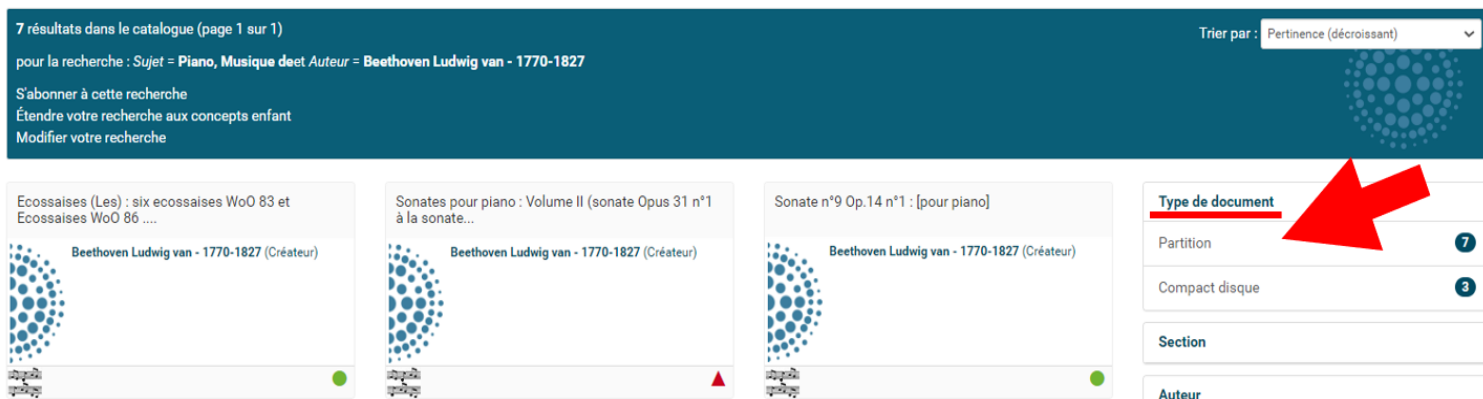 7 résultats dans le catalogue (page 1 sur 1)
Trier par : Pertinence (décroissant)
pour la recherche : Sujet = Piano, Musique deet Auteur = Beethoven Ludwig van - 1770-1827
S'abonner à cette recherche
Étendre votre recherche aux concepts enfant
Modifier votre recherche
Ecossaises (Les) : six ecossaises WoO 83 et
Ecossaises WoO 86 ....
Beethoven Ludwig van - 1770-1827 (Créateur)
Sonates pour piano : Volume II (sonate Opus 31 n°1
à la sonate...
Beethoven Ludwig van - 1770-1827 (Créateur)
Sonate n°9 Op.14 n°1 : [pour piano]
Beethoven Ludwig van - 1770-1827 (Créateur)
Type de document
Partition 7
Compact disque 3
Section
Auteur